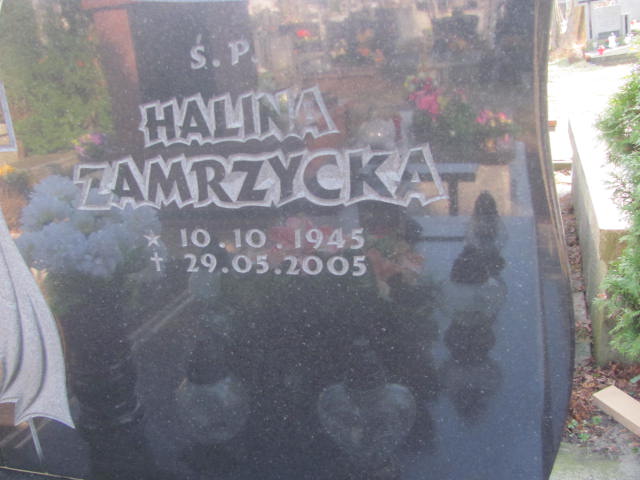 Ś.P.
HALINA
ZAMRZYCKA
★ 10.10.1945
✝ 29.05.2005